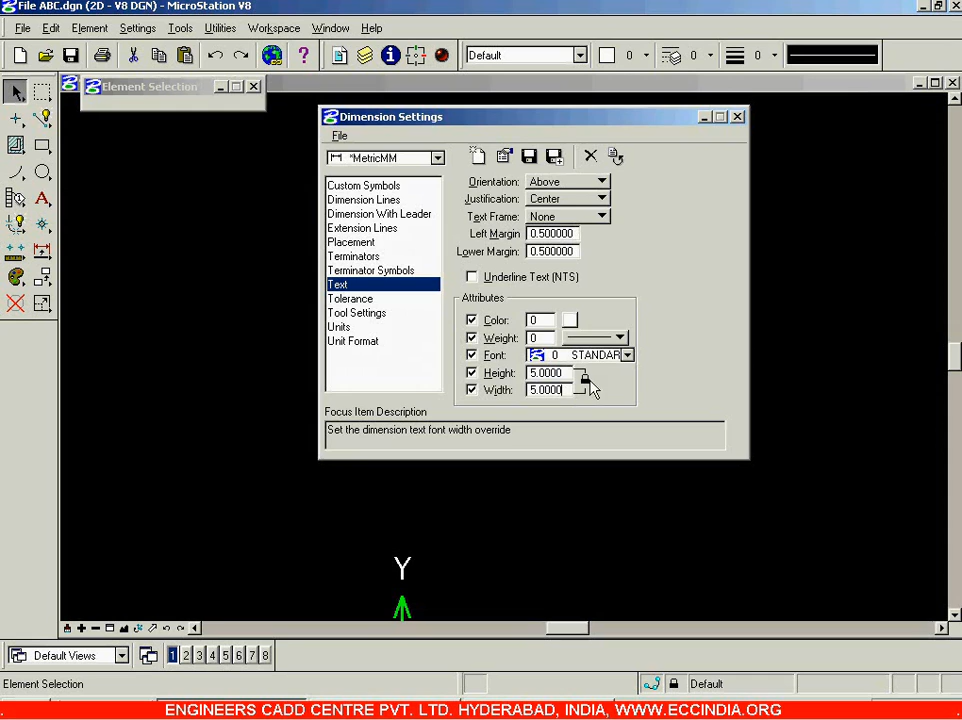 File ABC.dgn (2D - V8 DGN) - MicroStation V8
File Edit Element Settings Tools Utilities Workspace Window Help
Default 0 0 0
Element Selection
Dimension Settings
File
*MetricMM
Custom Symbols
Dimension Lines
Dimension With Leader
Extension Lines
Placement
Terminators
Terminator Symbols
Text
Tolerance
Tool Settings
Units
Unit Format
Orientation: Above
Justification: Center
Text Frame: None
Left Margin 0.500000
Lower Margin: 0.500000
Underline Text (NTS)
Attributes
Color: 0
Weight: 0
Font: 0 STANDAR
Height: 5.0000
Width: 5.0000
Focus Item Description
Set the dimension text font width override
Y
Default Views 1 2 3 4 5 6 7 8
Element Selection Default
ENGINEERS CADD CENTRE PVT. LTD. HYDERABAD, INDIA, WWW.ECCINDIA.ORG